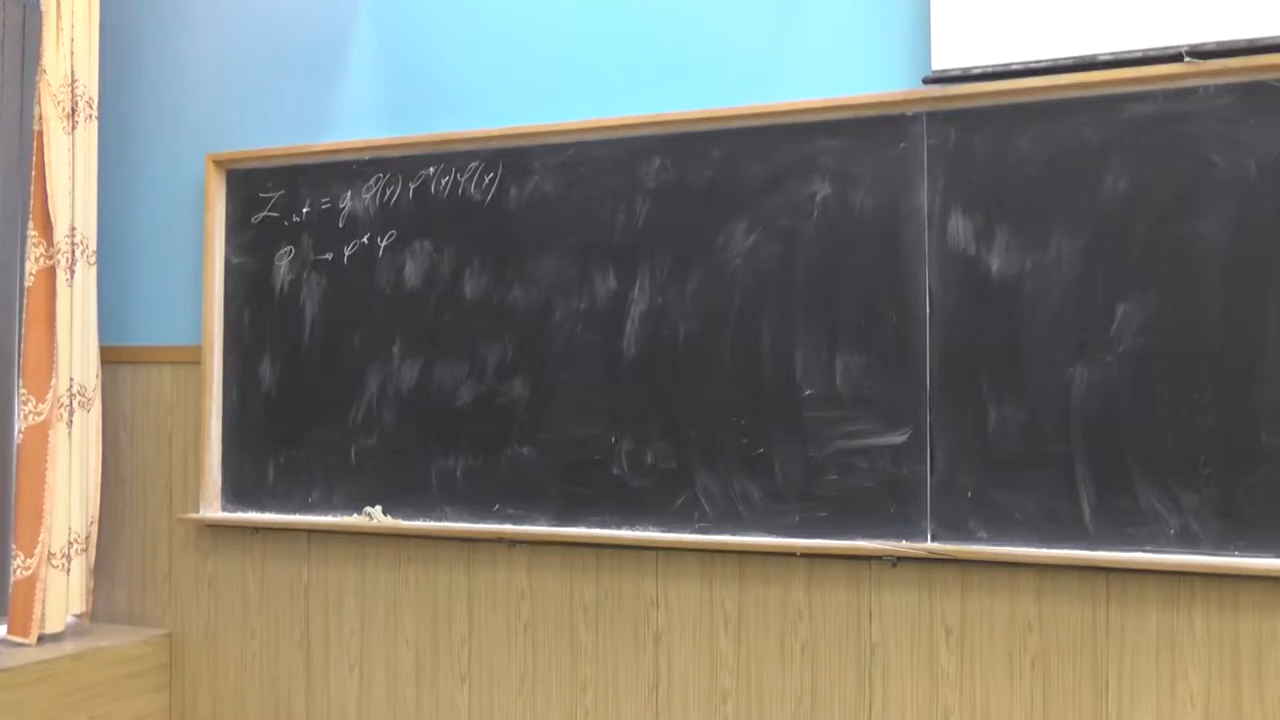 ℒ_int = g Φ(x) φ*(x) φ(x)
Φ → φ* φ